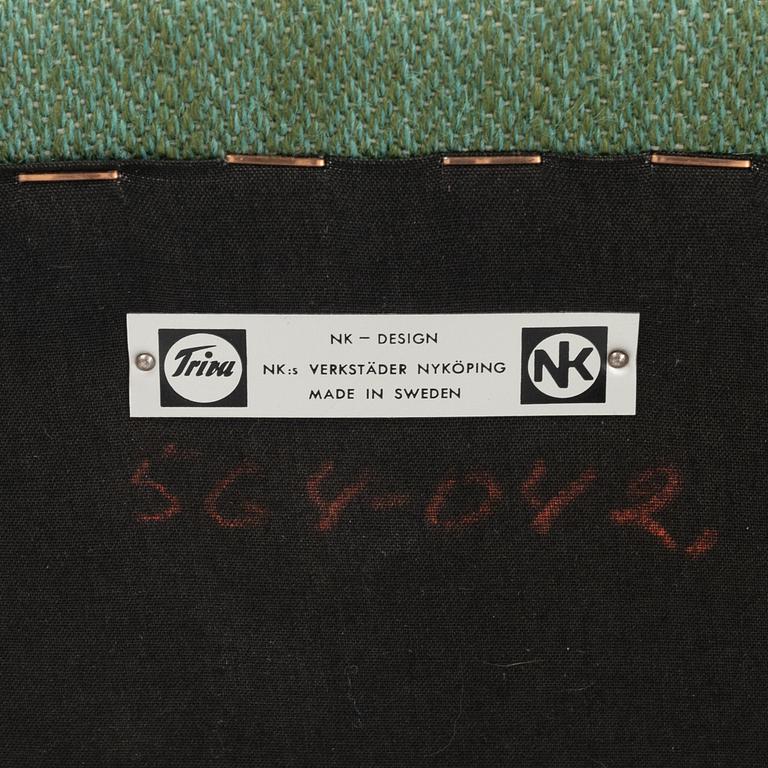 Triva
NK – DESIGN
NK:s VERKSTÄDER NYKÖPING
MADE IN SWEDEN
NK
564-042,